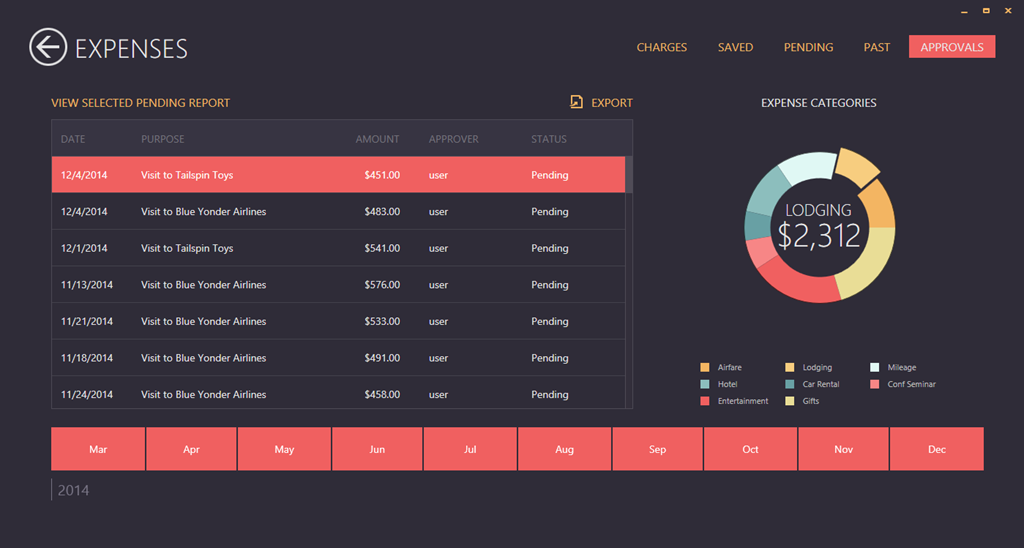 EXPENSES
CHARGES SAVED PENDING PAST APPROVALS
VIEW SELECTED PENDING REPORT EXPORT
DATE PURPOSE AMOUNT APPROVER STATUS
12/4/2014 Visit to Tailspin Toys $451.00 user Pending
12/4/2014 Visit to Blue Yonder Airlines $483.00 user Pending
12/1/2014 Visit to Tailspin Toys $541.00 user Pending
11/13/2014 Visit to Blue Yonder Airlines $576.00 user Pending
11/21/2014 Visit to Blue Yonder Airlines $533.00 user Pending
11/18/2014 Visit to Blue Yonder Airlines $491.00 user Pending
11/24/2014 Visit to Blue Yonder Airlines $458.00 user Pending
EXPENSE CATEGORIES
LODGING
$2,312
Airfare Lodging Mileage
Hotel Car Rental Conf Seminar
Entertainment Gifts
Mar Apr May Jun Jul Aug Sep Oct Nov Dec
2014